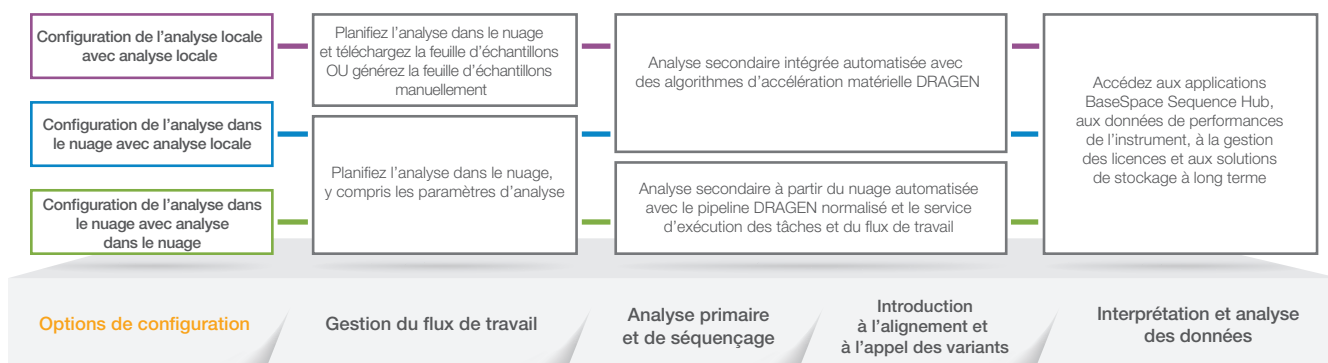 Configuration de l'analyse locale
avec analyse locale
Planifiez l'analyse dans le nuage
et téléchargez la feuille d'échantillons
OU générez la feuille d'échantillons
manuellement
Analyse secondaire intégrée automatisée avec
des algorithmes d'accélération matérielle DRAGEN
Accédez aux applications
BaseSpace Sequence Hub,
aux données de performances
de l'instrument, à la gestion
des licences et aux solutions
de stockage à long terme
Configuration de l'analyse dans
le nuage avec analyse locale
Planifiez l'analyse dans le nuage,
y compris les paramètres d'analyse
Configuration de l'analyse dans
le nuage avec analyse
dans le nuage
Analyse secondaire à partir du nuage automatisée
avec le pipeline DRAGEN normalisé et le service
d'exécution des tâches et du flux de travail
Options de configuration
Gestion du flux de travail
Analyse primaire
et de séquençage
Introduction
à l'alignement et
à l'appel des variants
Interprétation et analyse
des données